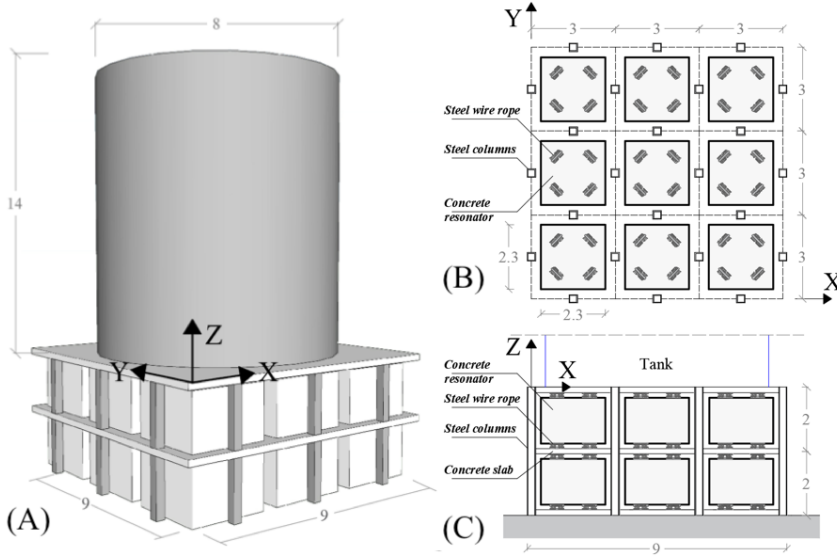 8
14
Z
Y
X
9
9
(A)
Y
3
3
3
Steel wire rope
Steel columns
Concrete
resonator
3
3
3
2.3
2.3
X
(B)
Z
X
Tank
Concrete
resonator
Steel wire rope
Steel columns
Concrete slab
2
2
9
(C)